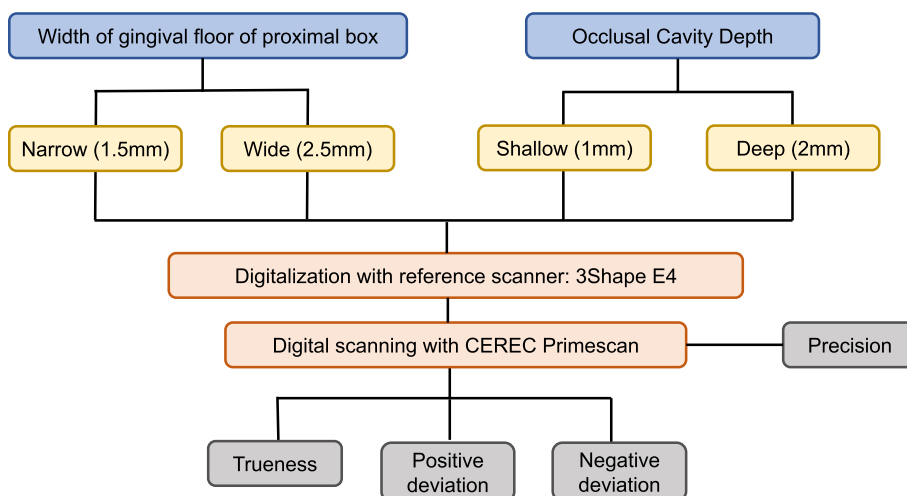 Width of gingival floor of proximal box
Occlusal Cavity Depth
Narrow (1.5mm)
Wide (2.5mm)
Shallow (1mm)
Deep (2mm)
Digitalization with reference scanner: 3Shape E4
Digital scanning with CEREC Primescan
Precision
Trueness
Positive
deviation
Negative
deviation